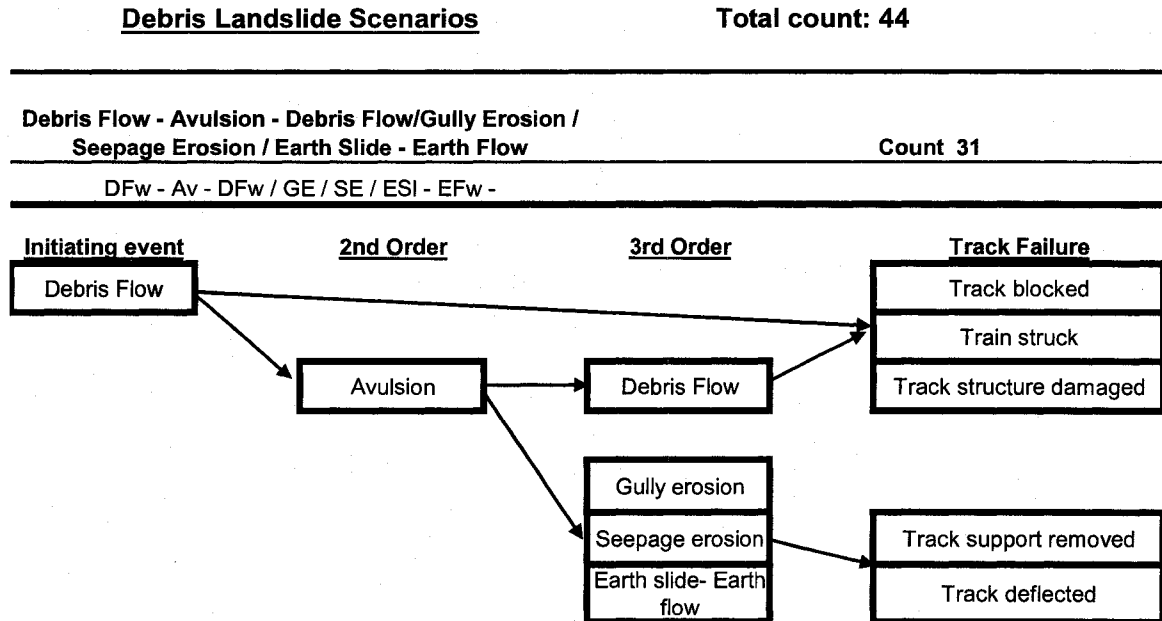 Debris Landslide Scenarios Total count: 44
Debris Flow - Avulsion - Debris Flow/Gully Erosion /
Seepage Erosion / Earth Slide - Earth Flow Count 31
DFw - Av - DFw / GE / SE / ESl - EFw -
Initiating event 2nd Order 3rd Order Track Failure
Debris Flow Track blocked
Train struck
Avulsion Debris Flow Track structure damaged
Gully erosion
Seepage erosion Track support removed
Earth slide- Earth
flow Track deflected